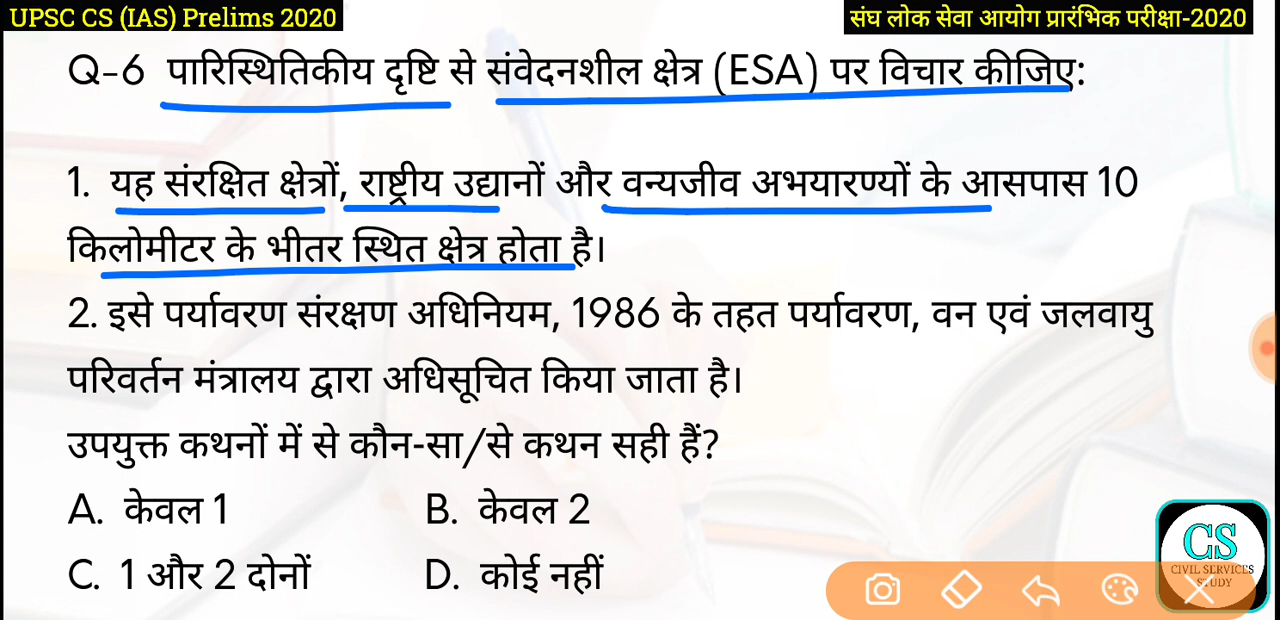 UPSC CS (IAS) Prelims 2020
संघ लोक सेवा आयोग प्रारंभिक परीक्षा-2020
Q-6 पारिस्थितिकीय दृष्टि से संवेदनशील क्षेत्र (ESA) पर विचार कीजिए:
1. यह संरक्षित क्षेत्रों, राष्ट्रीय उद्यानों और वन्यजीव अभयारण्यों के आसपास 10
किलोमीटर के भीतर स्थित क्षेत्र होता है।
2. इसे पर्यावरण संरक्षण अधिनियम, 1986 के तहत पर्यावरण, वन एवं जलवायु
परिवर्तन मंत्रालय द्वारा अधिसूचित किया जाता है।
उपयुक्त कथनों में से कौन-सा/से कथन सही हैं?
A. केवल 1 B. केवल 2
C. 1 और 2 दोनों D. कोई नहीं
CS
CIVIL SERVICES
STUDY